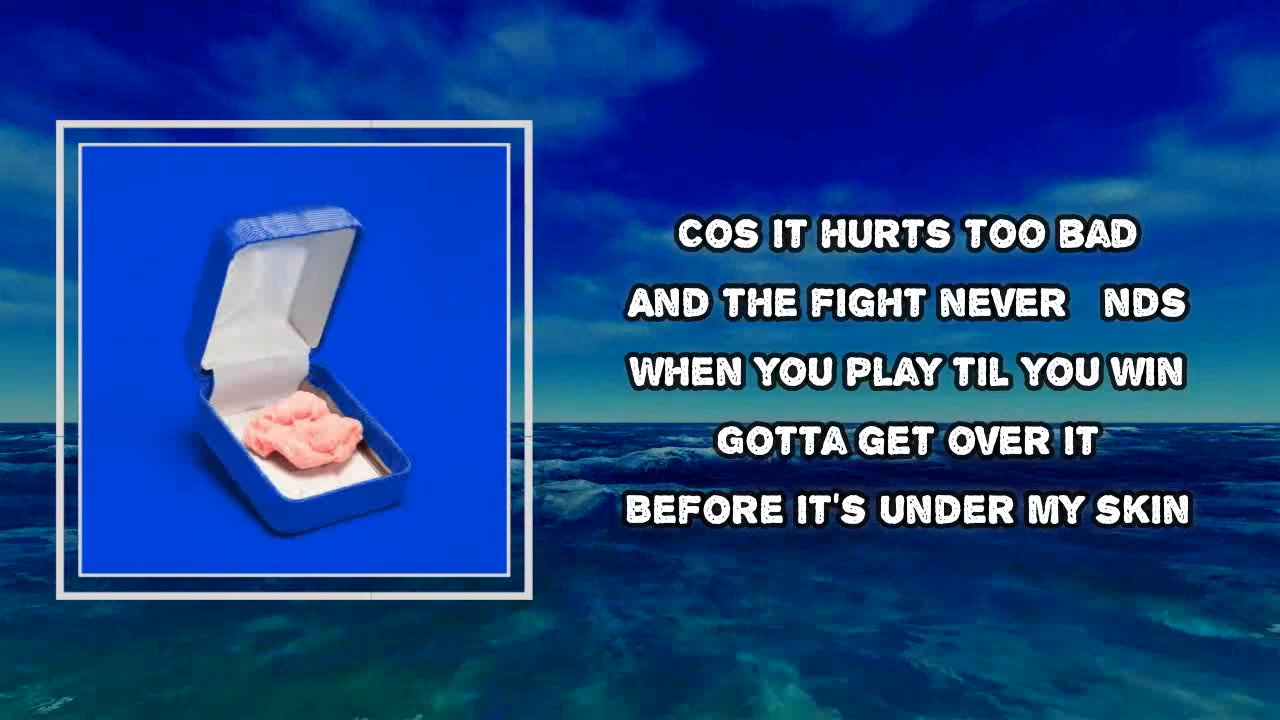 COS IT HURTS TOO BAD
AND THE FIGHT NEVER NDS
WHEN YOU PLAY TIL YOU WIN
GOTTA GET OVER IT
BEFORE IT'S UNDER MY SKIN